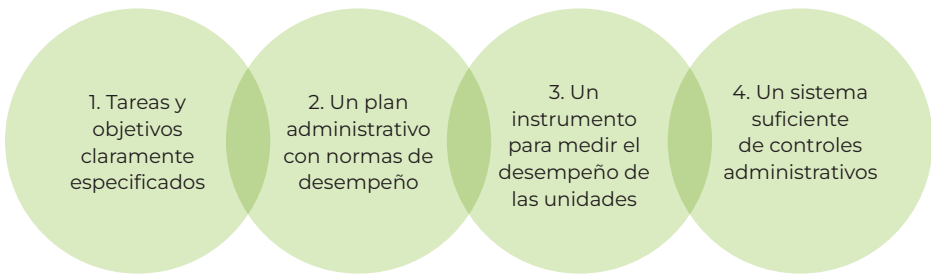 1. Tareas y
objetivos
claramente
especificados
2. Un plan
administrativo
con normas de
desempeño
3. Un
instrumento
para medir el
desempeño de
las unidades
4. Un sistema
suficiente
de controles
administrativos